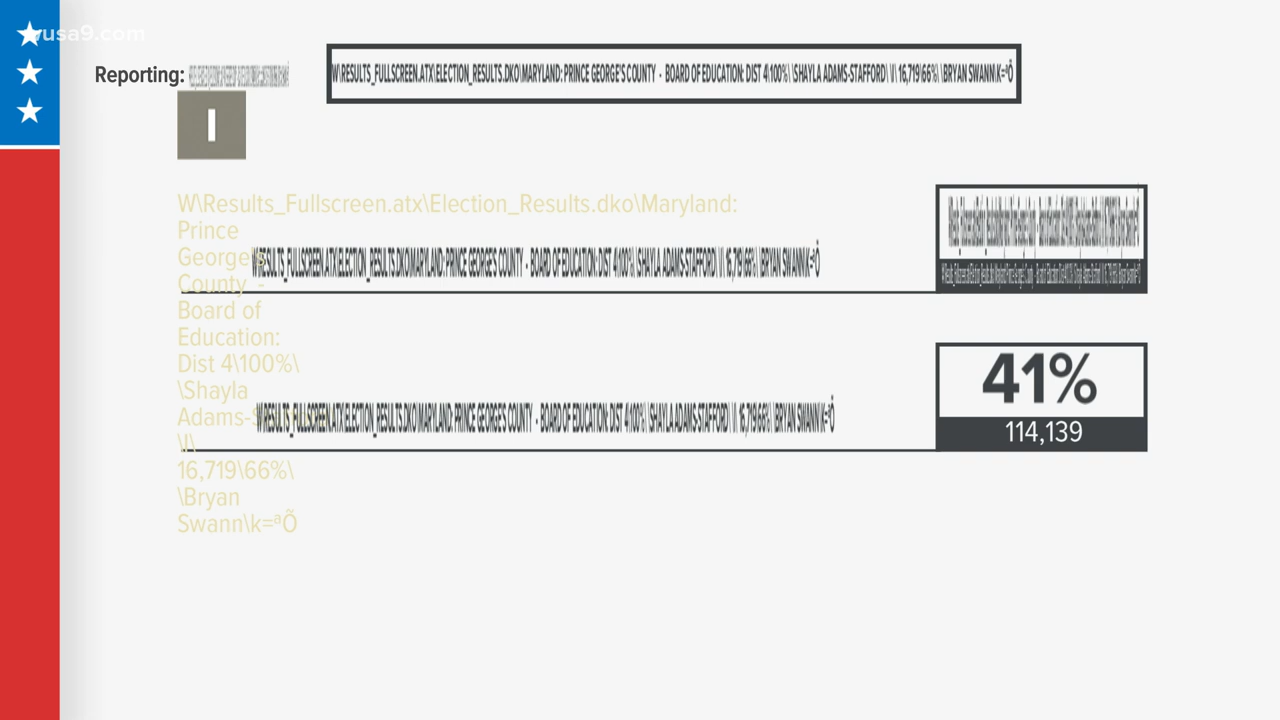 wusa9.com
Reporting:
W\RESULTS_FULLSCREEN.ATX\ELECTION_RESULTS.DKO\MARYLAND: PRINCE GEORGE'S COUNTY - BOARD OF EDUCATION: DIST 4\100%\ \SHAYLA ADAMS-STAFFORD\ \I\ 16,719\66%\ \BRYAN SWANN\K=ªÕ
I
W\Results_Fullscreen.atx\Election_Results.dko\Maryland:
Prince
George's
County -
Board of
Education:
Dist 4\100%\
\Shayla
Adams-Stafford\
\I\
16,719\66%\
\Bryan
Swann\k=ªÕ
W\RESULTS_FULLSCREEN.ATX\ELECTION_RESULTS.DKO\MARYLAND: PRINCE GEORGE'S COUNTY - BOARD OF EDUCATION: DIST 4\100%\ \SHAYLA ADAMS-STAFFORD\ \I\ 16,719\66%\ \BRYAN SWANN\K=ªÕ
W\RESULTS_FULLSCREEN.ATX\ELECTION_RESULTS.DKO\MARYLAND: PRINCE GEORGE'S COUNTY - BOARD OF EDUCATION: DIST 4\100%\ \SHAYLA ADAMS-STAFFORD\ \I\ 16,719\66%\ \BRYAN SWANN\K=ªÕ
41%
114,139